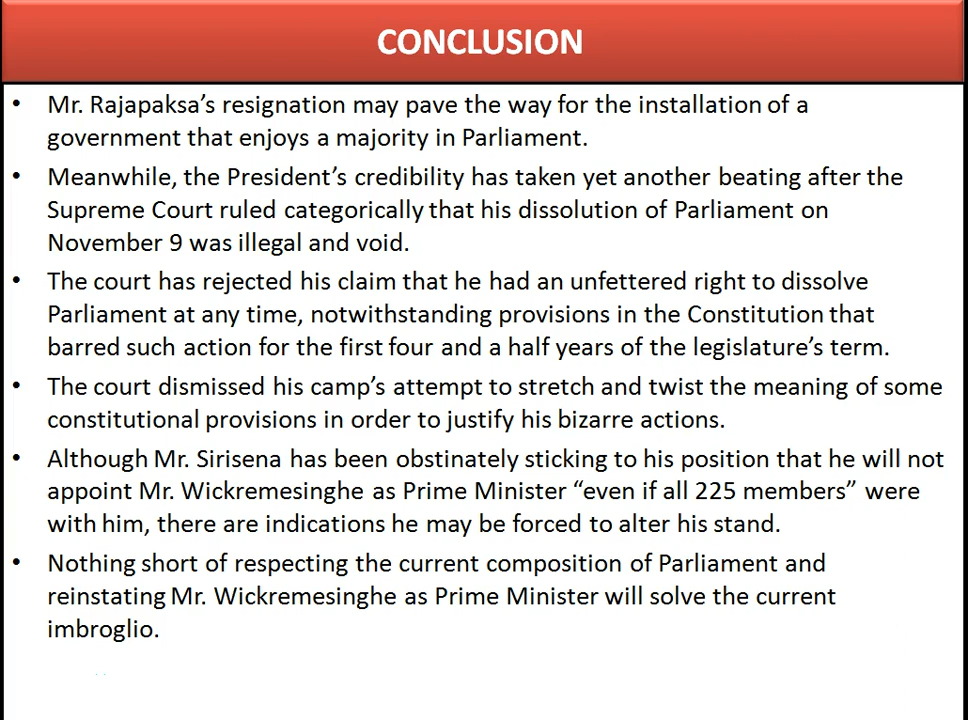 CONCLUSION
• Mr. Rajapaksa’s resignation may pave the way for the installation of a
government that enjoys a majority in Parliament.
• Meanwhile, the President’s credibility has taken yet another beating after the
Supreme Court ruled categorically that his dissolution of Parliament on
November 9 was illegal and void.
• The court has rejected his claim that he had an unfettered right to dissolve
Parliament at any time, notwithstanding provisions in the Constitution that
barred such action for the first four and a half years of the legislature’s term.
• The court dismissed his camp’s attempt to stretch and twist the meaning of some
constitutional provisions in order to justify his bizarre actions.
• Although Mr. Sirisena has been obstinately sticking to his position that he will not
appoint Mr. Wickremesinghe as Prime Minister “even if all 225 members” were
with him, there are indications he may be forced to alter his stand.
• Nothing short of respecting the current composition of Parliament and
reinstating Mr. Wickremesinghe as Prime Minister will solve the current
imbroglio.